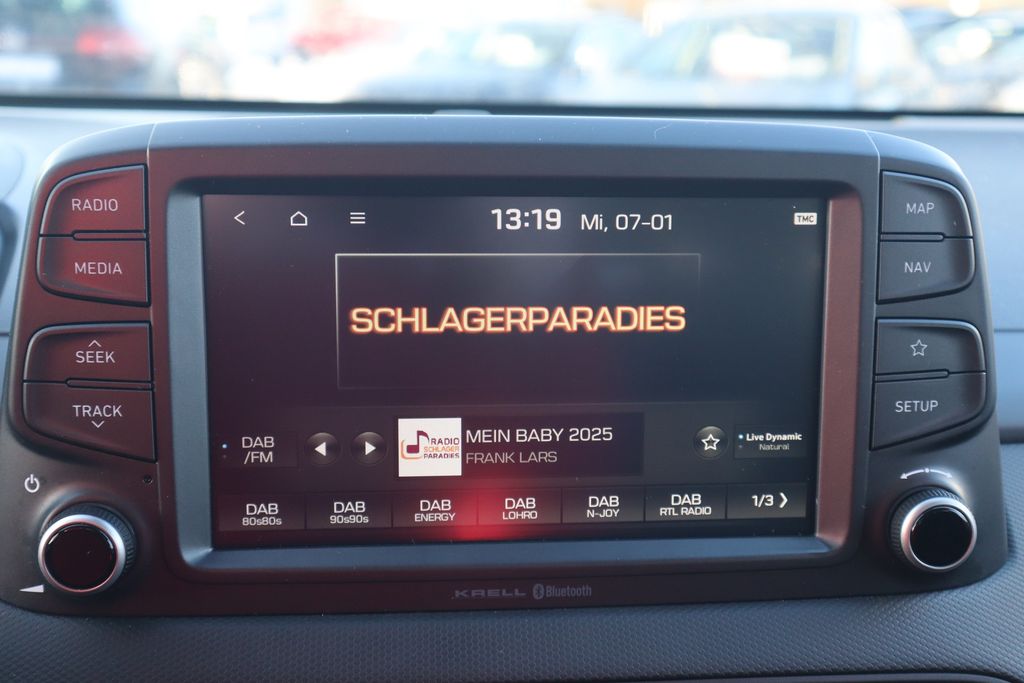 RADIO
MEDIA
SEEK
TRACK
13:19 Mi, 07-01
TMC
SCHLAGERPARADIES
DAB
/FM
RADIO
SCHLAGER
PARADIES
MEIN BABY 2025
FRANK LARS
Live Dynamic
Natural
DAB
80s80s
DAB
90s90s
DAB
ENERGY
DAB
LOHRO
DAB
N-JOY
DAB
RTL RADIO
1/3
MAP
NAV
SETUP
KRELL Bluetooth